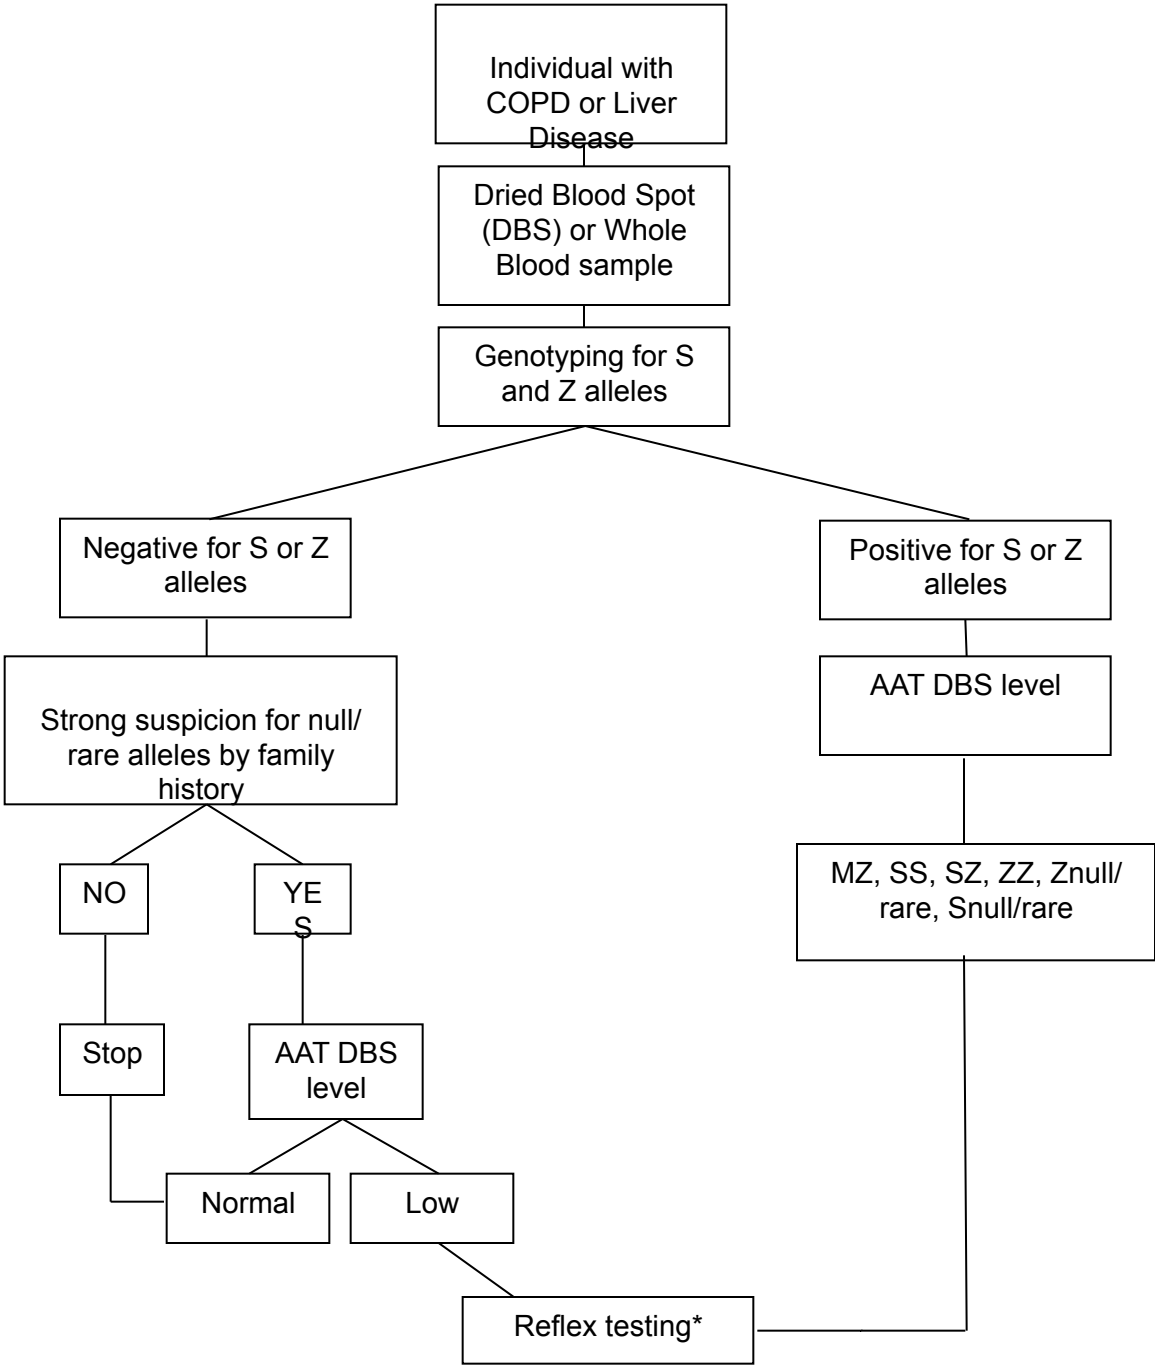 Individual with
COPD or Liver
Disease
Dried Blood Spot
(DBS) or Whole
Blood sample
Genotyping for S
and Z alleles
Negative for S or Z
alleles
Positive for S or Z
alleles
Strong suspicion for null/
rare alleles by family
history
AAT DBS level
NO
YE
S
MZ, SS, SZ, ZZ, Znull/
rare, Snull/rare
Stop
AAT DBS
level
Normal
Low
Reflex testing*